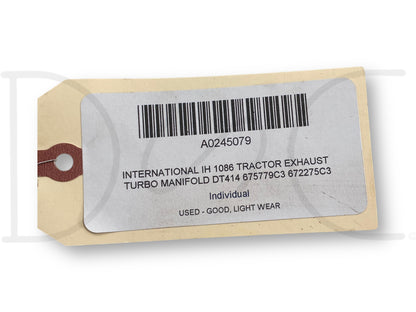 A0245079
INTERNATIONAL IH 1086 TRACTOR EXHAUST
TURBO MANIFOLD DT414 675779C3 672275C3
Individual
USED - GOOD, LIGHT WEAR